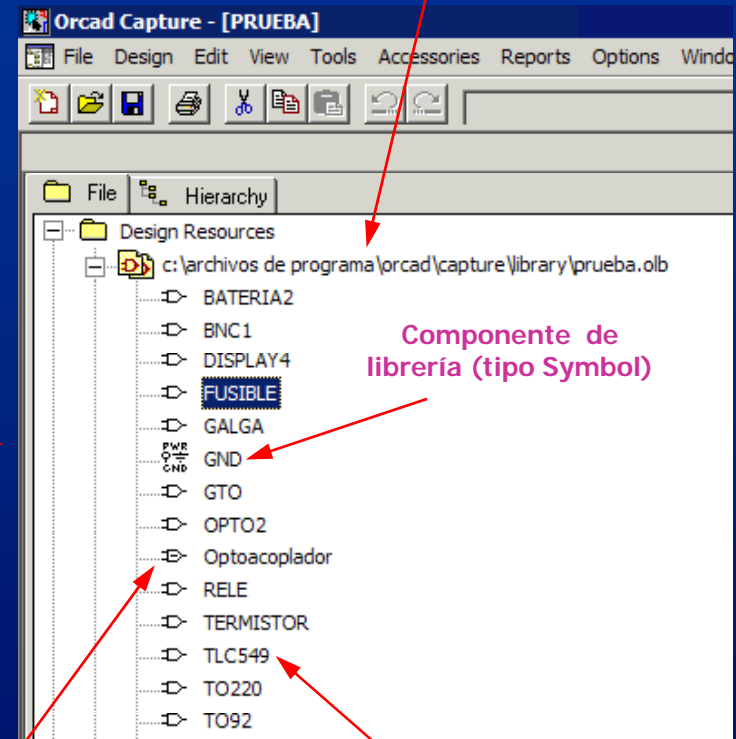 Orcad Capture - [PRUEBA]
File Design Edit View Tools Accessories Reports Options
File Hierarchy
Design Resources
c:\archivos de programa\orcad\capture\library\prueba.olb
BATERIA2
BNC1
Componente de
librería (tipo Symbol)
DISPLAY4
FUSIBLE
GALGA
PWR
GND
GND
GTO
OPTO2
Optoacoplador
RELE
TERMISTOR
TLC549
TO220
TO92